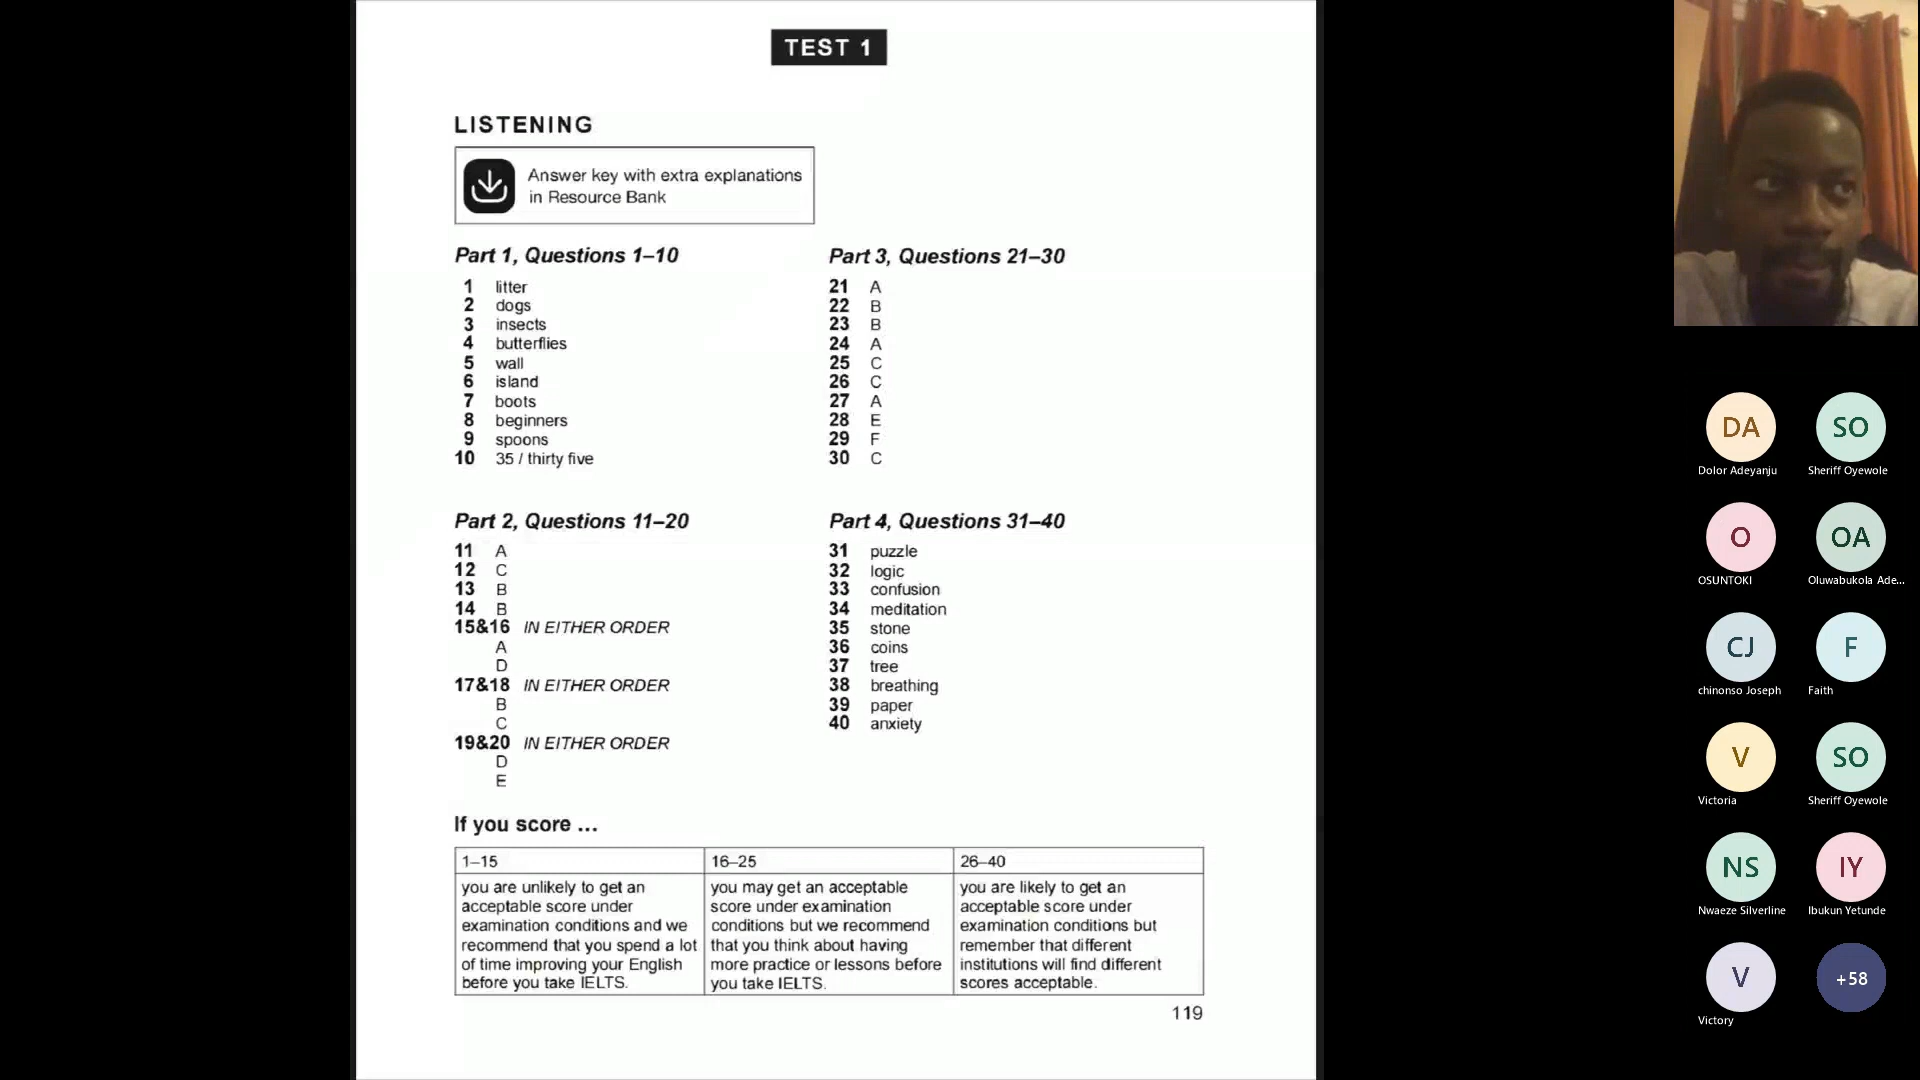 TEST 1
LISTENING
Answer key with extra explanations
in Resource Bank
Part 1, Questions 1–10
1 litter
2 dogs
3 insects
4 butterflies
5 wall
6 island
7 boots
8 beginners
9 spoons
10 35 / thirty five
Part 2, Questions 11–20
11 A
12 C
13 B
14 B
15&16 IN EITHER ORDER
A
D
17&18 IN EITHER ORDER
B
C
19&20 IN EITHER ORDER
D
E
Part 3, Questions 21–30
21 A
22 B
23 B
24 A
25 C
26 C
27 A
28 E
29 F
30 C
Part 4, Questions 31–40
31 puzzle
32 logic
33 confusion
34 meditation
35 stone
36 coins
37 tree
38 breathing
39 paper
40 anxiety
If you score ...
1–15
you are unlikely to get an
acceptable score under
examination conditions and we
recommend that you spend a lot
of time improving your English
before you take IELTS.
16–25
you may get an acceptable
score under examination
conditions but we recommend
that you think about having
more practice or lessons before
you take IELTS.
26–40
you are likely to get an
acceptable score under
examination conditions but
remember that different
institutions will find different
scores acceptable.
119
DA
Dolor Adeyanju
SO
Sheriff Oyewole
O
OSUNTOKI
OA
Oluwabukola Ade...
CJ
chinonso Joseph
F
Faith
V
Victoria
SO
Sheriff Oyewole
NS
Nwaeze Silverline
IY
Ibukun Yetunde
V
Victory
+58